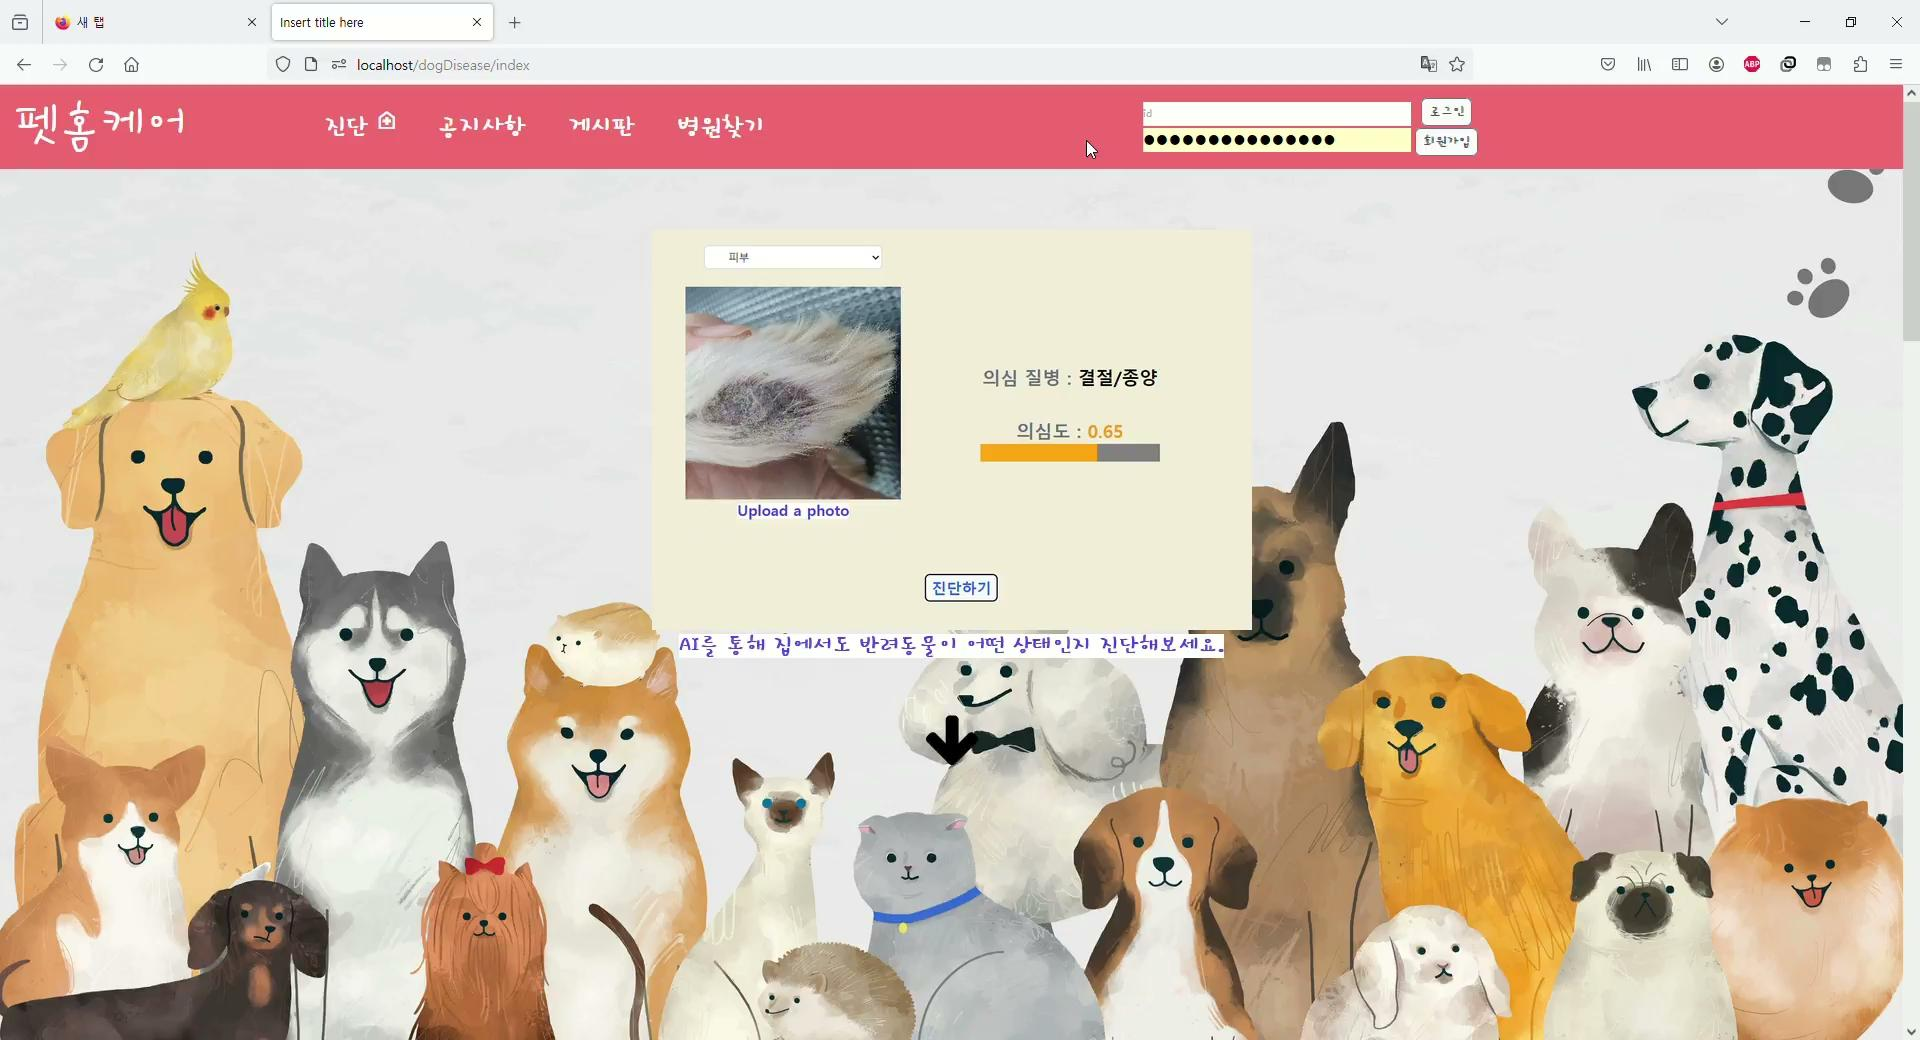 새 탭
Insert title here
localhost/dogDisease/index
ABP
펫홈케어
진단
공지사항
게시판
병원찾기
id
로그인
회원가입
피부
의심 질병 : 결절/종양
의심도 : 0.65
Upload a photo
진단하기
AI를 통해 집에서도 반려동물이 어떤 상태인지 진단해보세요.